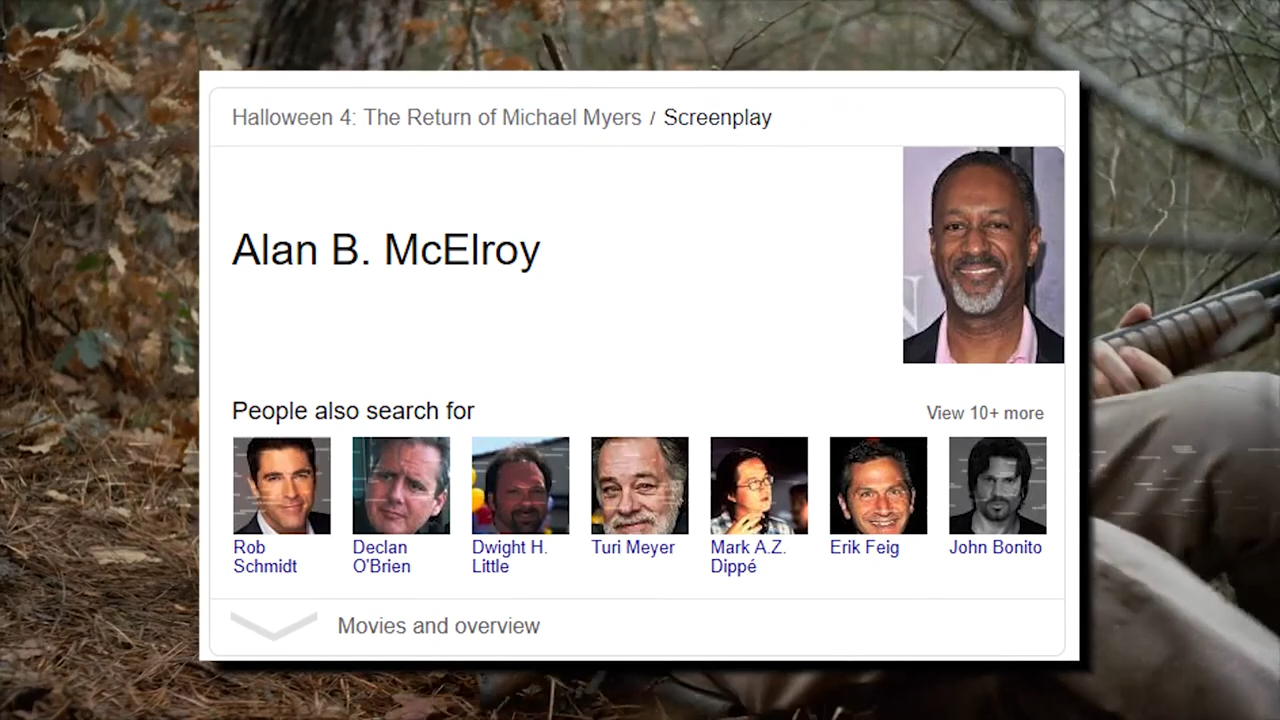 Halloween 4: The Return of Michael Myers / Screenplay
Alan B. McElroy
People also search for
View 10+ more
Rob
Schmidt
Declan
O'Brien
Dwight H.
Little
Turi Meyer
Mark A.Z.
Dippé
Erik Feig
John Bonito
Movies and overview